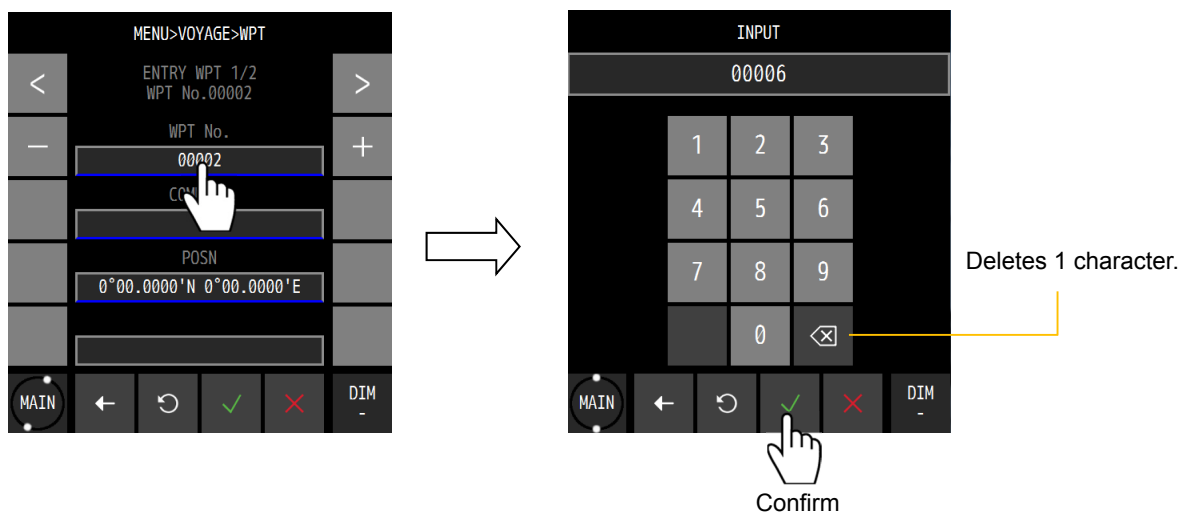 MENU>VOYAGE>WPT
<
ENTRY WPT 1/2
WPT No.00002
>
—
WPT No.
00002
+
POSN
0°00.0000'N 0°00.0000'E
MAIN
DIM
-
INPUT
00006
1 2 3
4 5 6
7 8 9
0
Deletes 1 character.
MAIN
DIM
-
Confirm